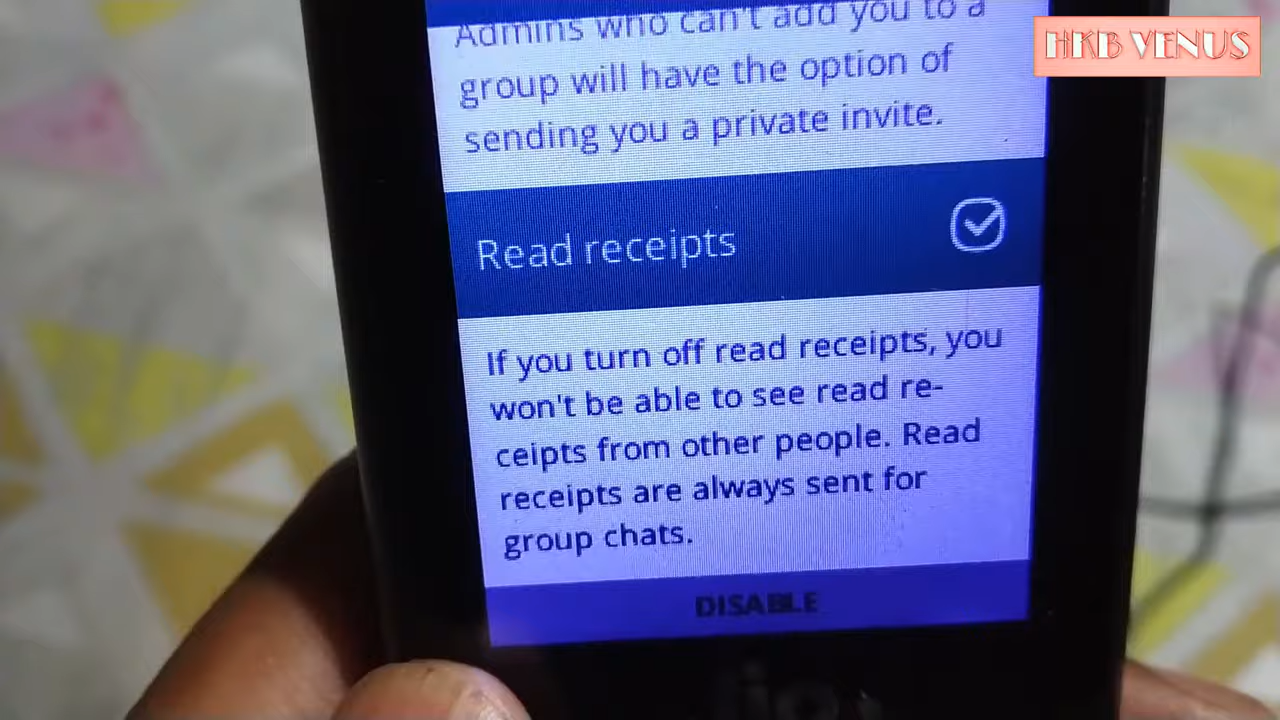 HKB VENUS
Admins who can't add you to a
group will have the option of
sending you a private invite.
Read receipts
If you turn off read receipts, you
won't be able to see read re-
ceipts from other people. Read
receipts are always sent for
group chats.
DISABLE